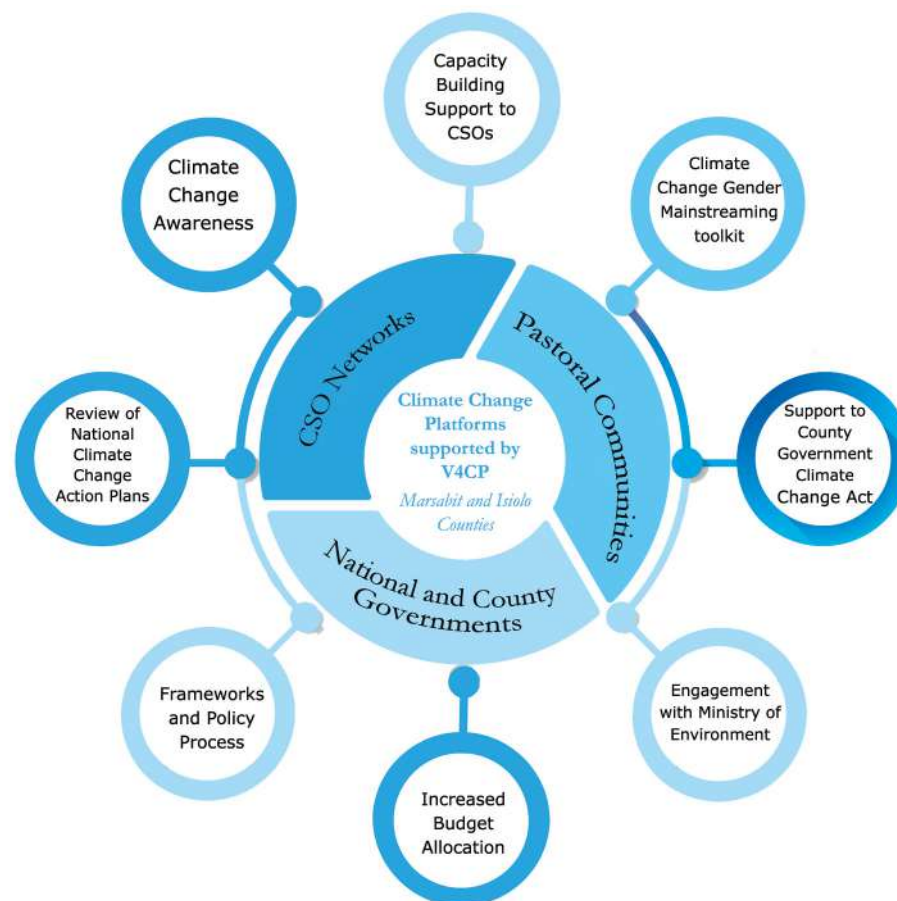 Capacity
Building
Support to
CSOs
Climate
Change
Awareness
Climate
Change Gender
Mainstreaming
toolkit
CSO Networks
Pastoral Communities
Climate Change
Platforms
supported by
V4CP
Marsabit and Isiolo
Counties
Review of
National
Climate
Change
Action Plans
Support to
County
Government
Climate
Change Act
National and County
Governments
Frameworks
and Policy
Process
Engagement
with Ministry of
Environment
Increased
Budget
Allocation